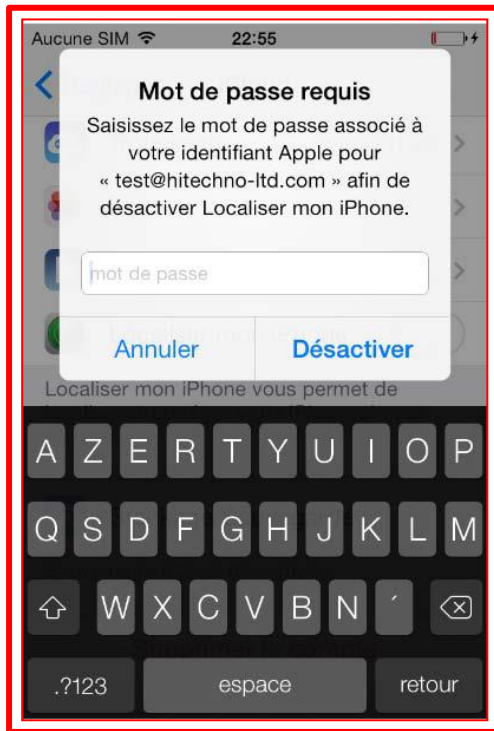 Aucune SIM 22:55
Mot de passe requis
Saisissez le mot de passe associé à
votre identifiant Apple pour
« test@hitechno-ltd.com » afin de
désactiver Localiser mon iPhone.
mot de passe
Annuler Désactiver
Localiser mon iPhone vous permet de
A Z E R T Y U I O P
Q S D F G H J K L M
W X C V B N ´
.?123 espace retour